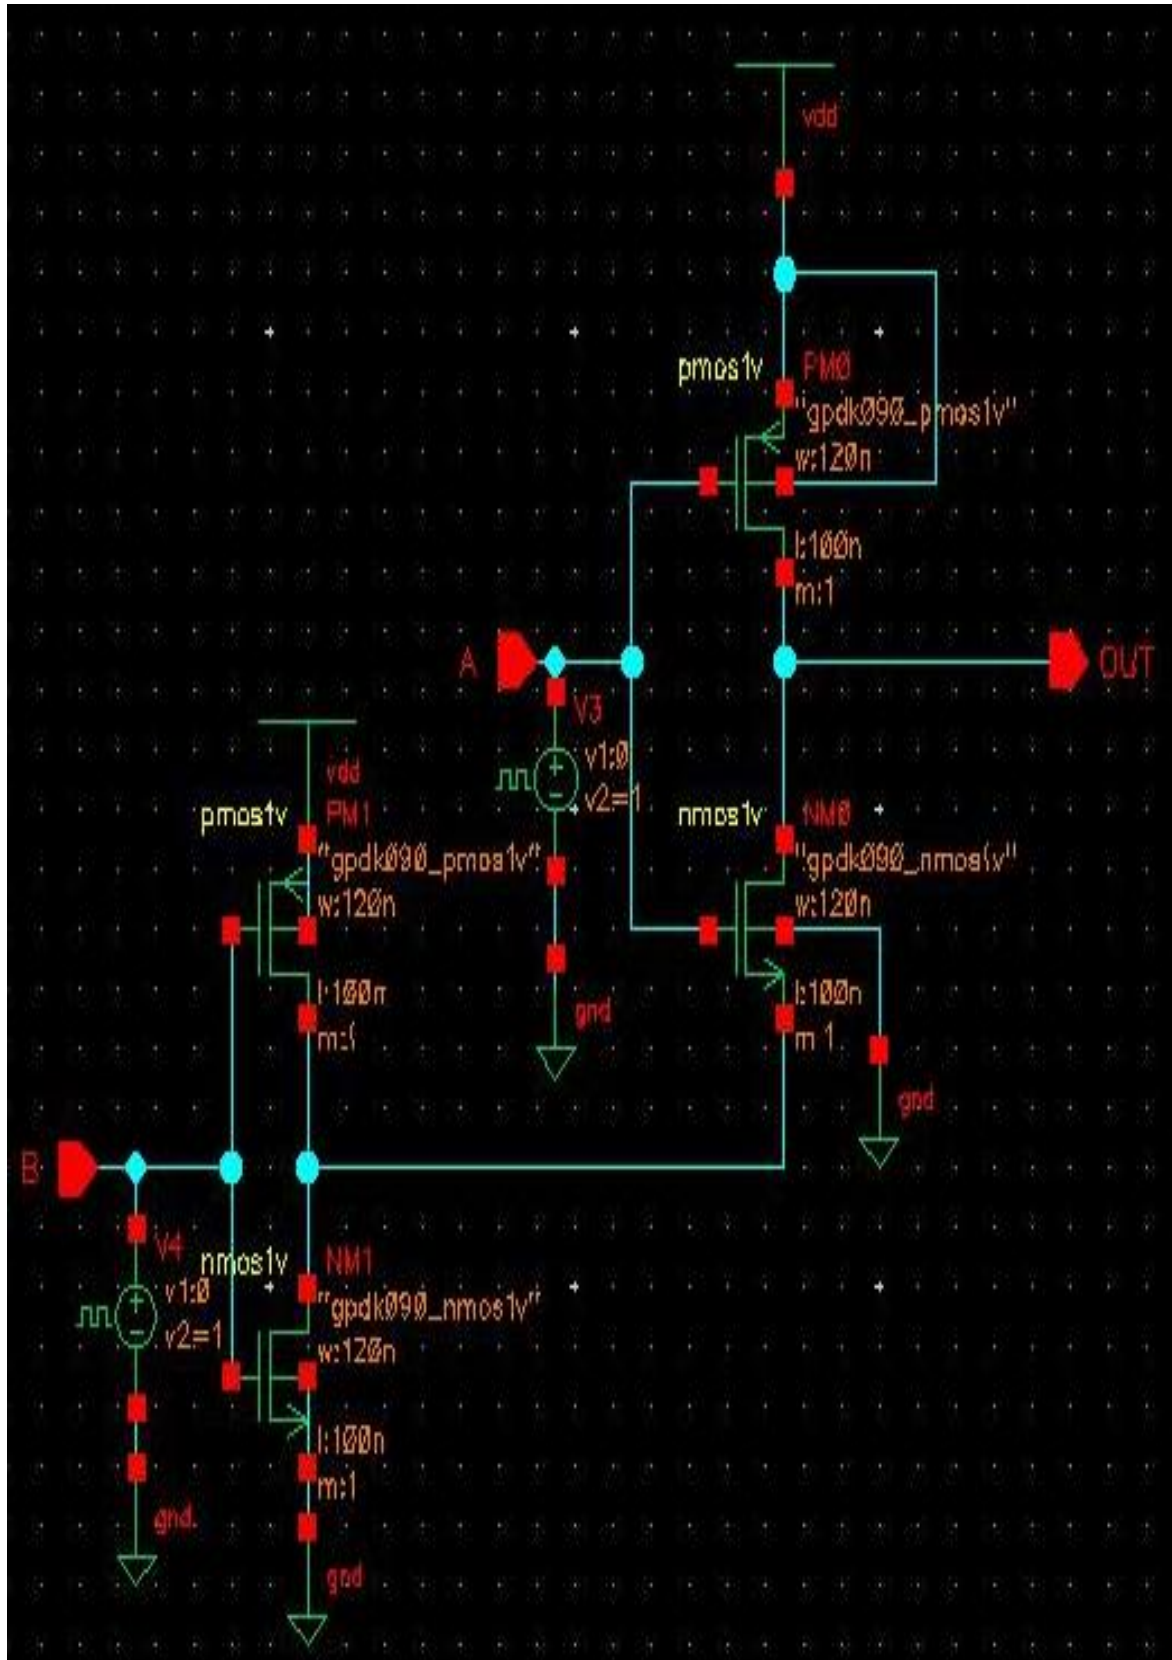 vdd
pmos1v PM0
"gpdk090_pmos1v"
w:120n
l:100n
m:1
A
OUT
V3
v1:0
v2=1
gnd
vdd
pmos1v PM1
"gpdk090_pmos1v"
w:120n
l:100n
nmos1v NM0
"gpdk090_nmos1v"
w:120n
l:100n
m 1
gnd
B
V4
v1:0
v2=1
gnd
nmos1v NM1
"gpdk090_nmos1v"
w:120n
l:100n
m:1
gnd